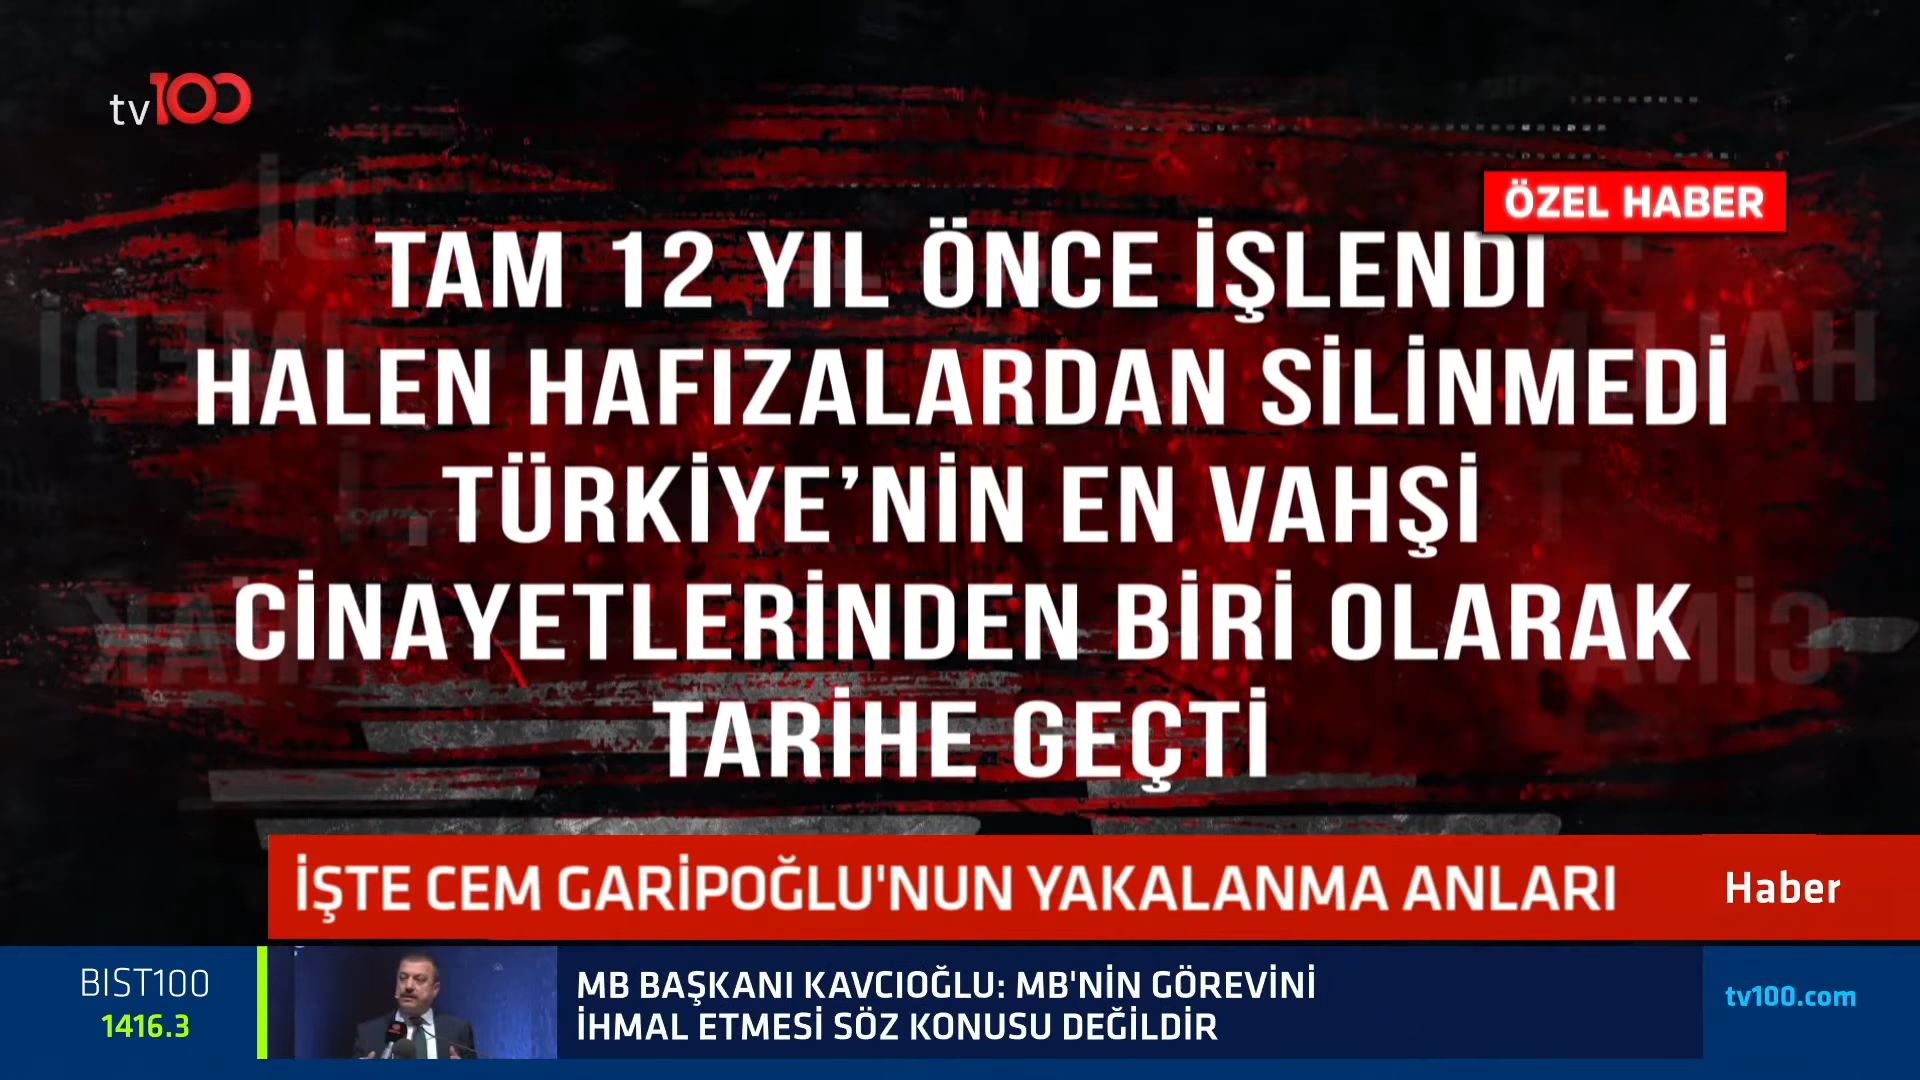 tv100
ÖZEL HABER
TAM 12 YIL ÖNCE İŞLENDİ
HALEN HAFIZALARDAN SİLİNMEDİ
TÜRKİYE’NİN EN VAHŞİ
CİNAYETLERİNDEN BİRİ OLARAK
TARİHE GEÇTİ
İŞTE CEM GARİPOĞLU'NUN YAKALANMA ANLARI
Haber
BIST100
1416.3
MB BAŞKANI KAVCIOĞLU: MB'NİN GÖREVİNİ
İHMAL ETMESİ SÖZ KONUSU DEĞİLDİR
tv100.com